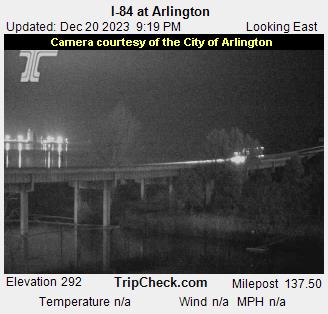 I-84 at Arlington
Updated: Dec 20 2023 9:19 PM Looking East
Camera courtesy of the City of Arlington
Elevation 292 TripCheck.com Milepost 137.50
Temperature n/a Wind n/a MPH n/a